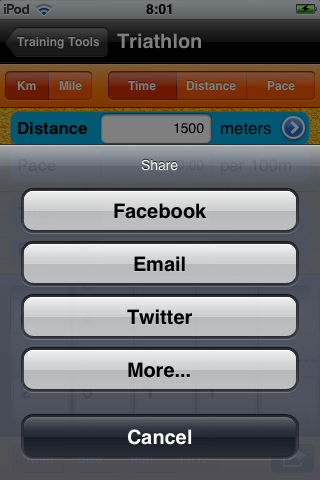 iPod 8:01
Training Tools Triathlon
Km Mile Time Distance Pace
Distance 1500 meters
Pace :00 per 100m
Share
Facebook
Email
Twitter
More...
Cancel